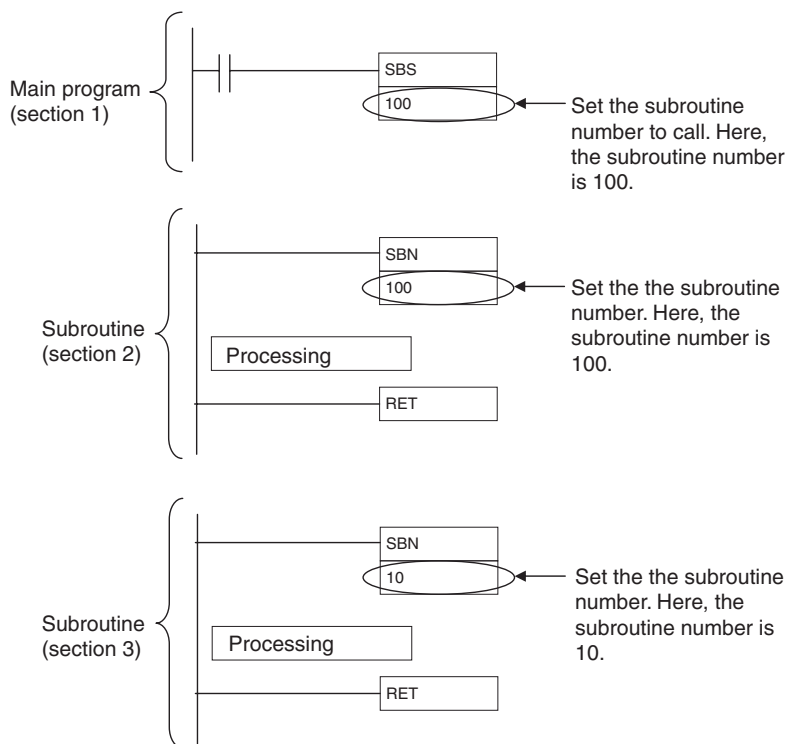 Main program
(section 1)
SBS
100
Set the subroutine
number to call. Here,
the subroutine number
is 100.
Subroutine
(section 2)
SBN
100
Set the the subroutine
number. Here, the
subroutine number is
100.
Processing
RET
Subroutine
(section 3)
SBN
10
Set the the subroutine
number. Here, the
subroutine number is
10.
Processing
RET